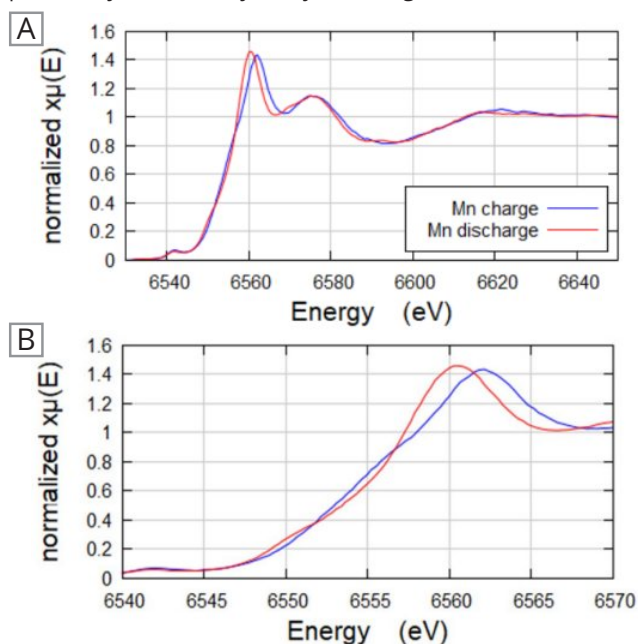 A
normalized xμ(E)
1.6
1.4
1.2
1
0.8
0.6
0.4
0.2
0
6540 6560 6580 6600 6620 6640
Energy (eV)
Mn charge
Mn discharge
B
normalized xμ(E)
1.6
1.4
1.2
1
0.8
0.6
0.4
0.2
0
6540 6545 6550 6555 6560 6565 6570
Energy (eV)